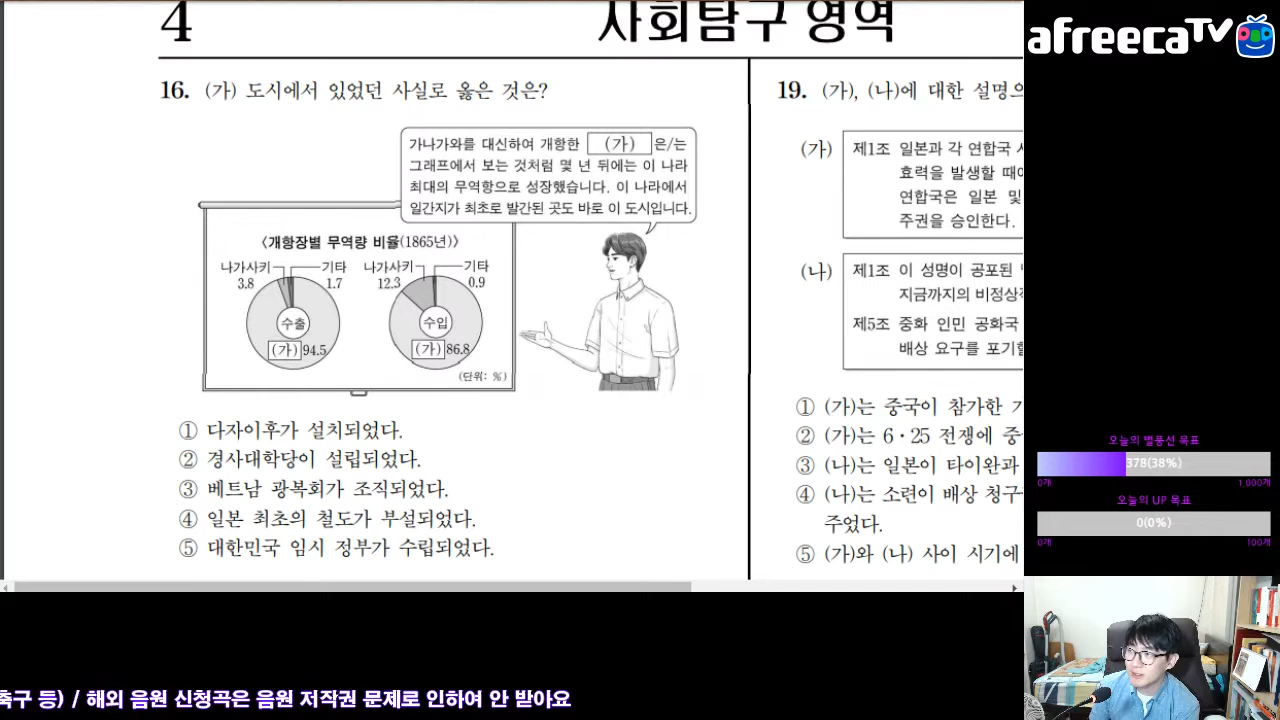 4
사회탐구 영역
16. (가) 도시에서 있었던 사실로 옳은 것은?
가나가와를 대신하여 개항한 (가) 은/는
그래프에서 보는 것처럼 몇 년 뒤에는 이 나라
최대의 무역항으로 성장했습니다. 이 나라에서
일간지가 최초로 발간된 곳도 바로 이 도시입니다.
<개항장별 무역량 비율(1865년)>
나가사키 3.8
기타 1.7
수출
(가) 94.5
나가사키 12.3
기타 0.9
수입
(가) 86.8
(단위: %)
① 다자이후가 설치되었다.
② 경사대학당이 설립되었다.
③ 베트남 광복회가 조직되었다.
④ 일본 최초의 철도가 부설되었다.
⑤ 대한민국 임시 정부가 수립되었다.
19. (가), (나)에 대한 설명으
(가)
제1조 일본과 각 연합국 사
효력을 발생할 때
연합국은 일본 및
주권을 승인한다.
(나)
제1조 이 성명이 공포된
지금까지의 비정상적
제5조 중화 인민 공화국
배상 요구를 포기할
① (가)는 중국이 참가한
② (가)는 6·25 전쟁에 중
③ (나)는 일본이 타이완과
④ (나)는 소련이 배상 청구
주었다.
⑤ (가)와 (나) 사이 시기에
afreecaTV
오늘의 별풍선 목표
378(38%)
0개
1,000개
오늘의 UP 목표
0(0%)
0개
100개
축구 등) / 해외 음원 신청곡은 음원 저작권 문제로 인하여 안 받아요